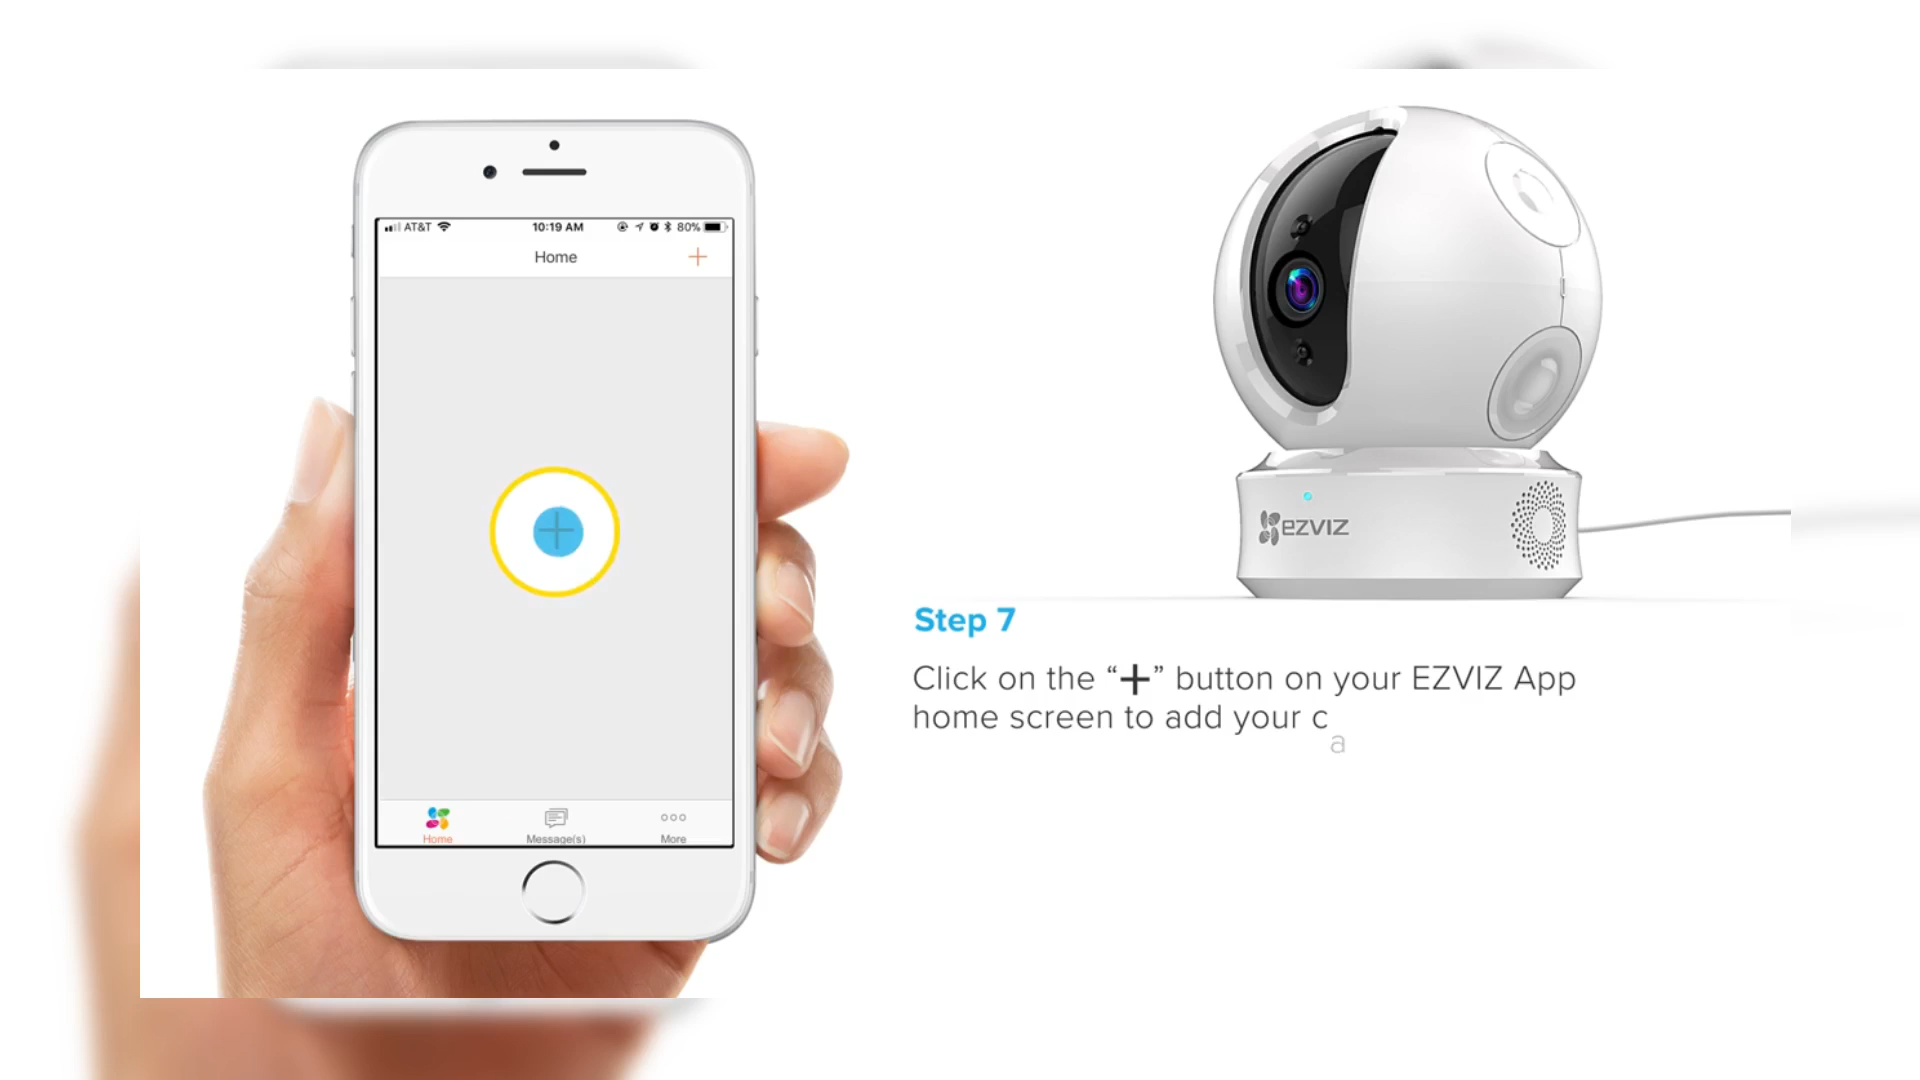 AT&T 10:19 AM 80%
Home +
+
Home Message(s) More
EZVIZ
Step 7
Click on the “+” button on your EZVIZ App
home screen to add your c
a